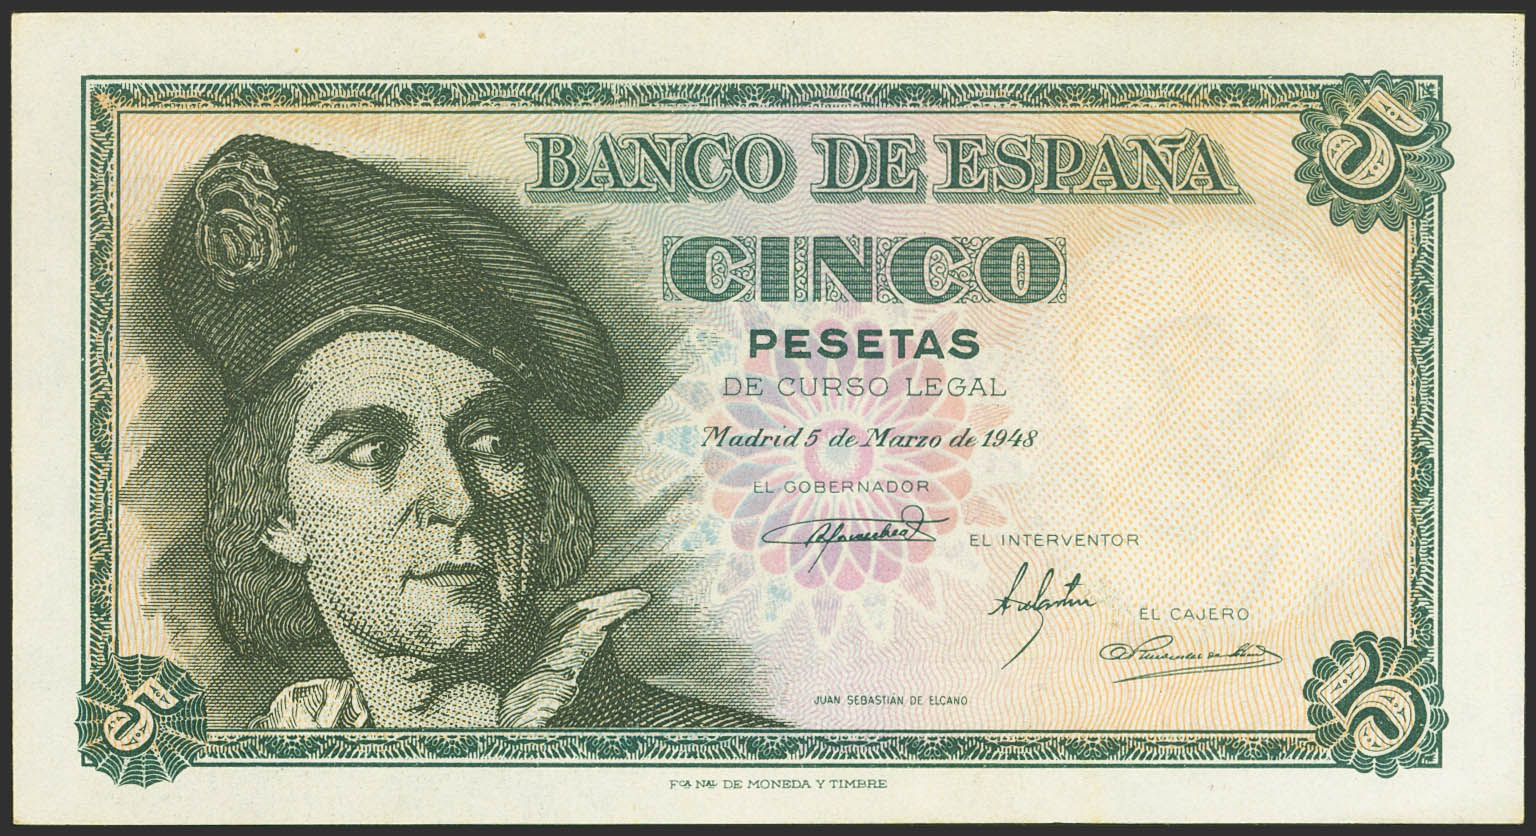 5
BANCO DE ESPAÑA
CINCO
PESETAS
DE CURSO LEGAL
Madrid 5 de Marzo de 1948
EL GOBERNADOR
EL INTERVENTOR
EL CAJERO
JUAN SEBASTIÁN DE ELCANO
5
5
FCA NAL DE MONEDA Y TIMBRE